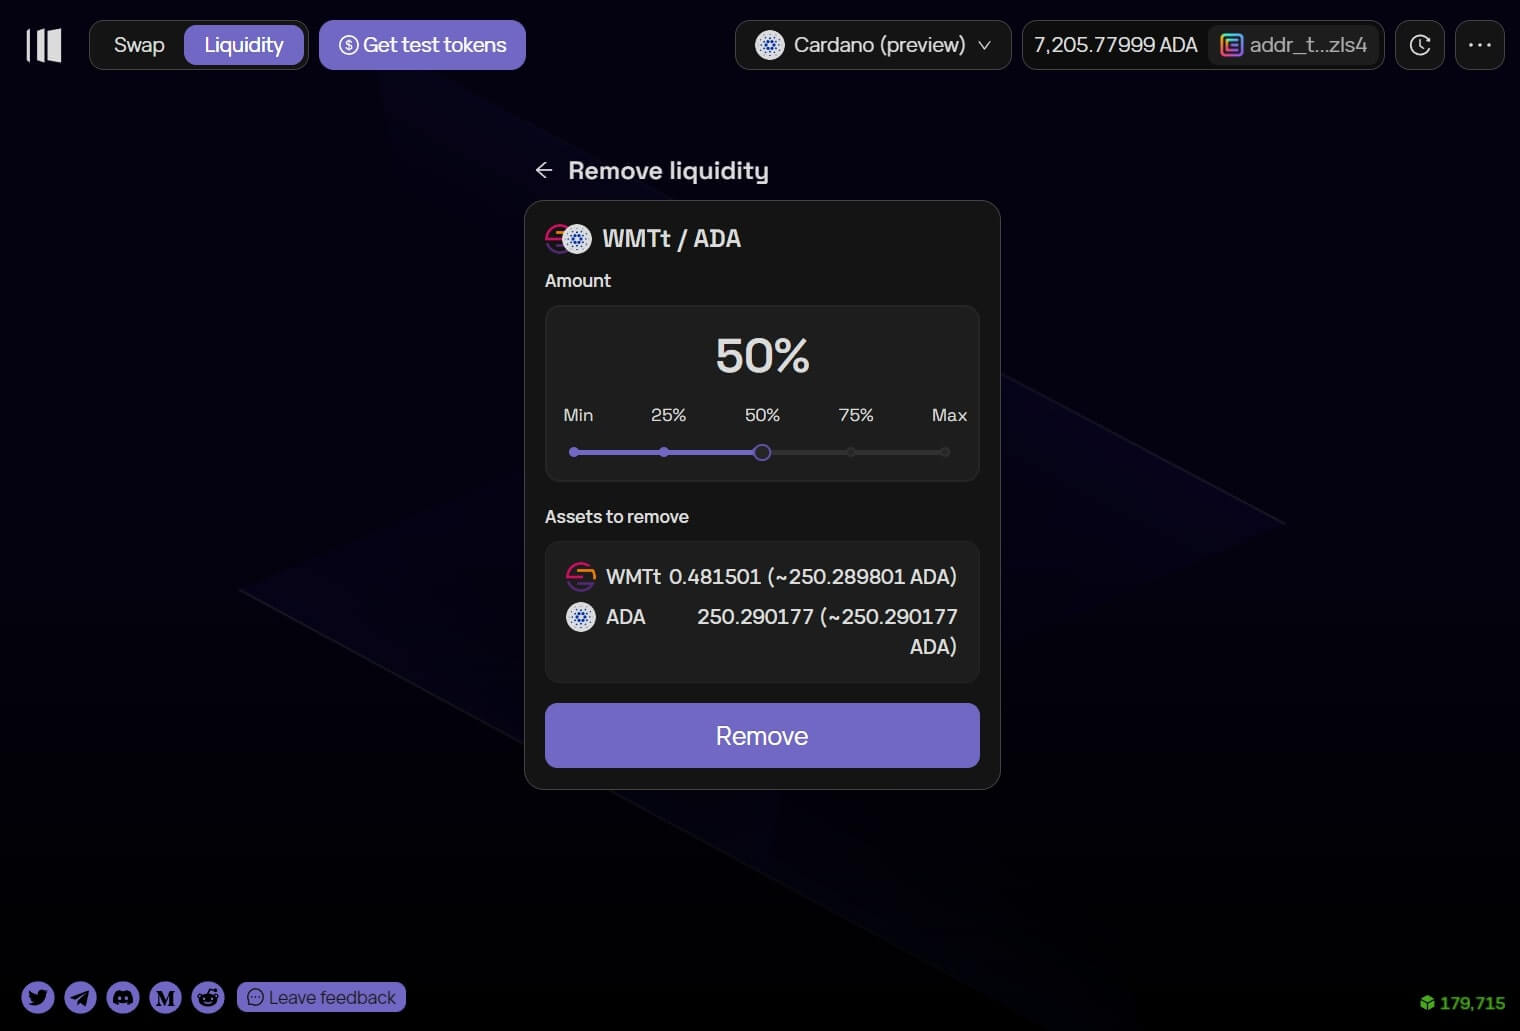 Swap
Liquidity
Get test tokens
Cardano (preview)
7,205.77999 ADA
addr_t...zls4
Remove liquidity
WMTt / ADA
Amount
50%
Min 25% 50% 75% Max
Assets to remove
WMTt 0.481501 (~250.289801 ADA)
ADA 250.290177 (~250.290177
ADA)
Remove
Leave feedback
179,715